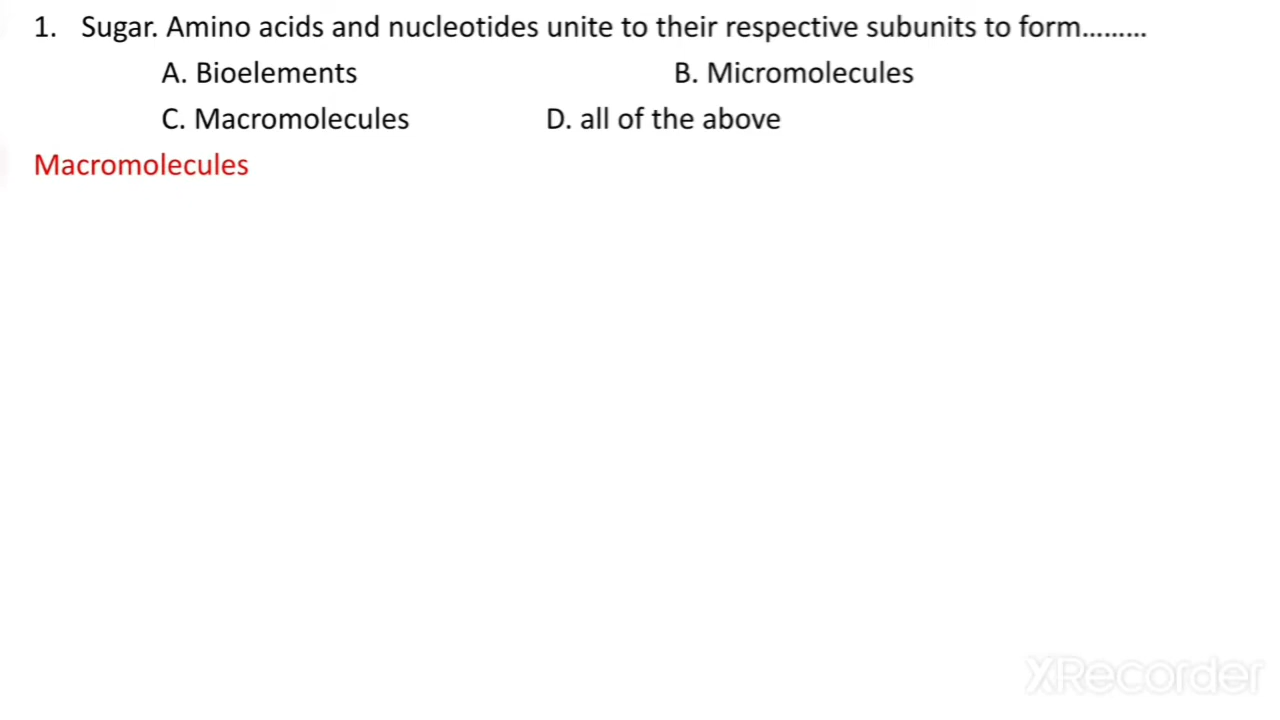 1. Sugar. Amino acids and nucleotides unite to their respective subunits to form.........
A. Bioelements B. Micromolecules
C. Macromolecules D. all of the above
Macromolecules
XRecorder